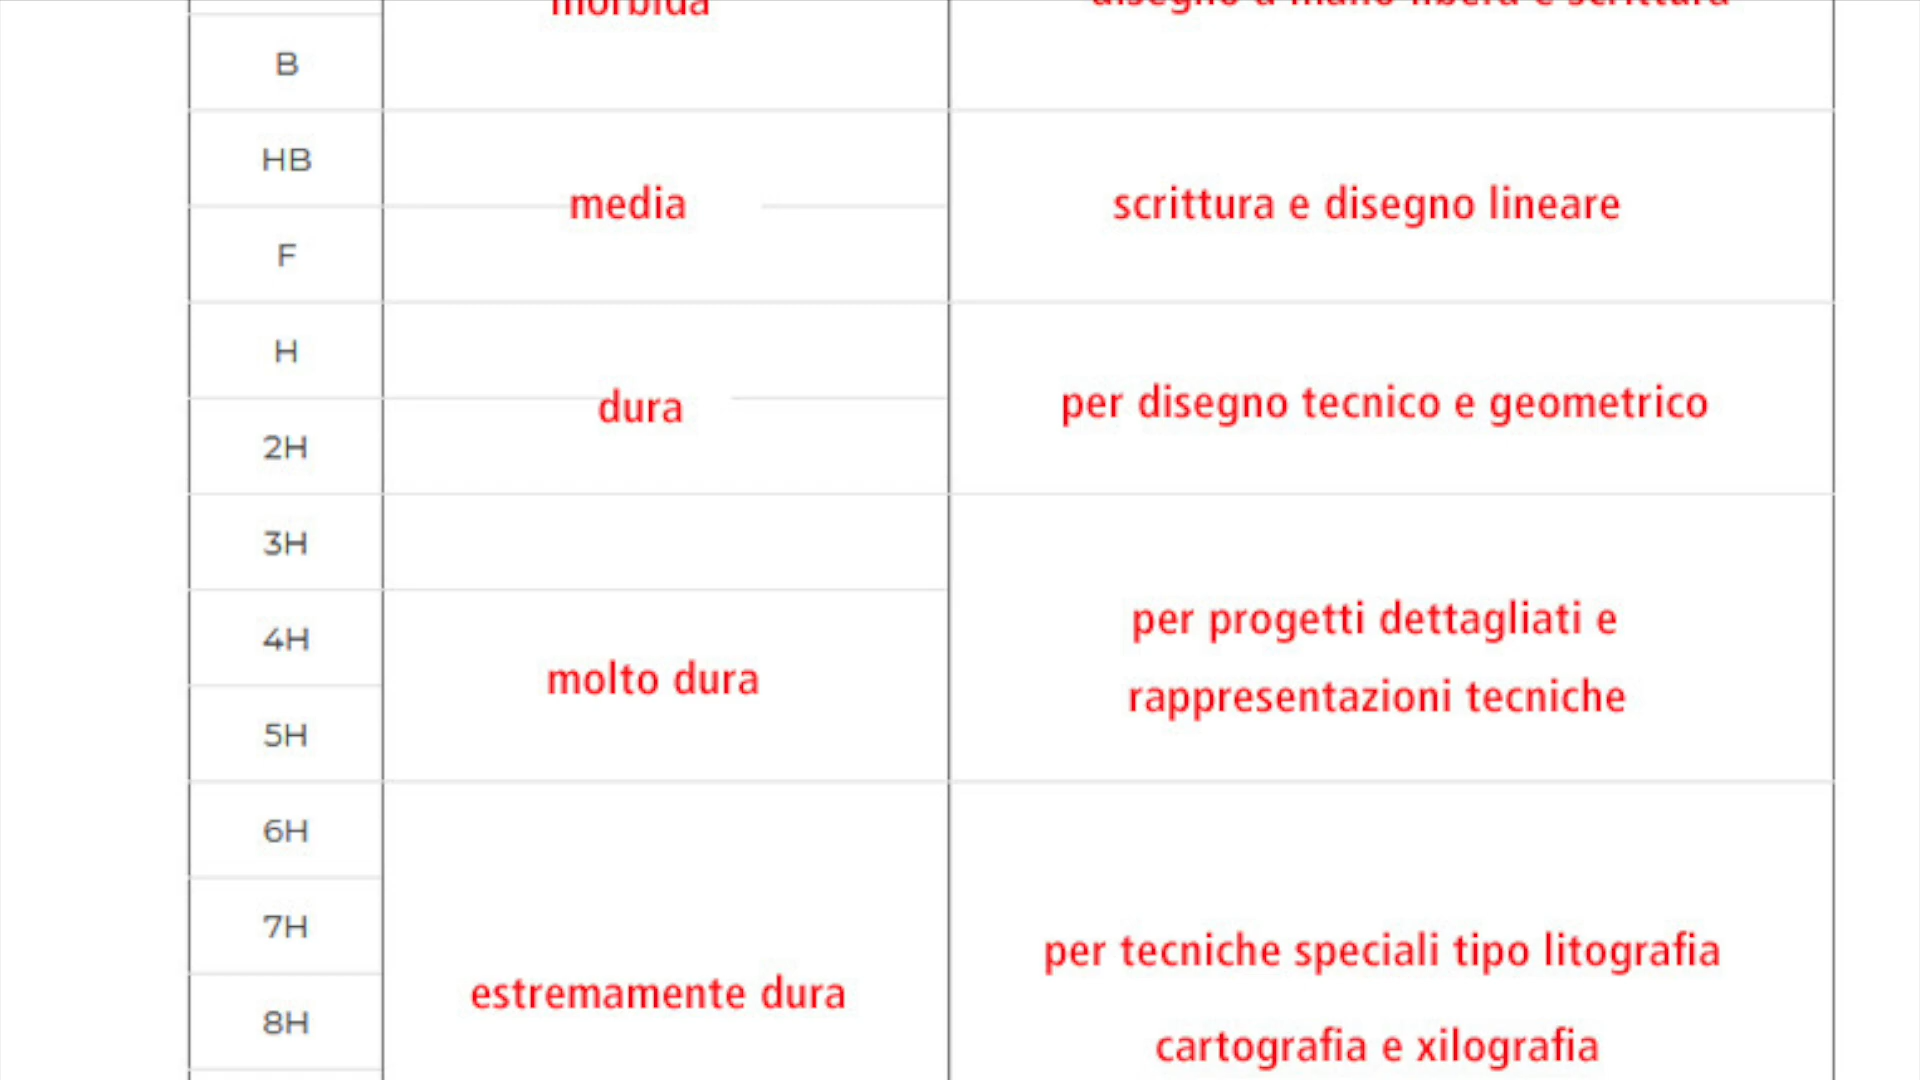 morbida
disegno a mano libera e scrittura
B
HB
media
scrittura e disegno lineare
F
H
dura
per disegno tecnico e geometrico
2H
3H
4H
molto dura
per progetti dettagliati e
rappresentazioni tecniche
5H
6H
7H
8H
estremamente dura
per tecniche speciali tipo litografia
cartografia e xilografia